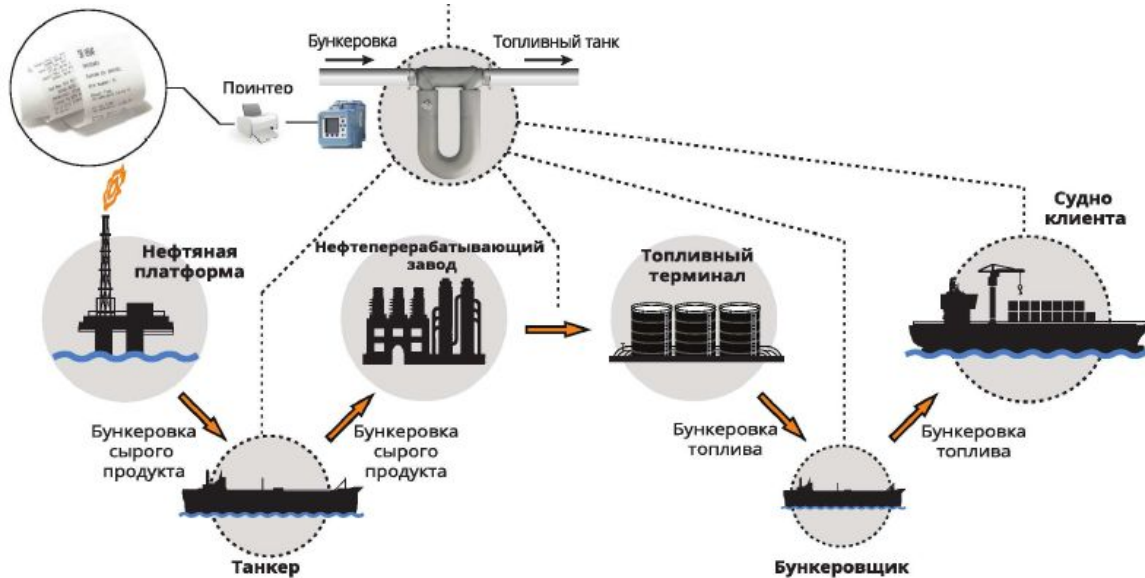 Бункеровка
Топливный танк
Принтер
Судно
клиента
Нефтяная
платформа
Нефтеперерабатывающий
завод
Топливный
терминал
Бункеровка
сырого
продукта
Бункеровка
сырого
продукта
Бункеровка
топлива
Бункеровка
топлива
Танкер
Бункеровщик